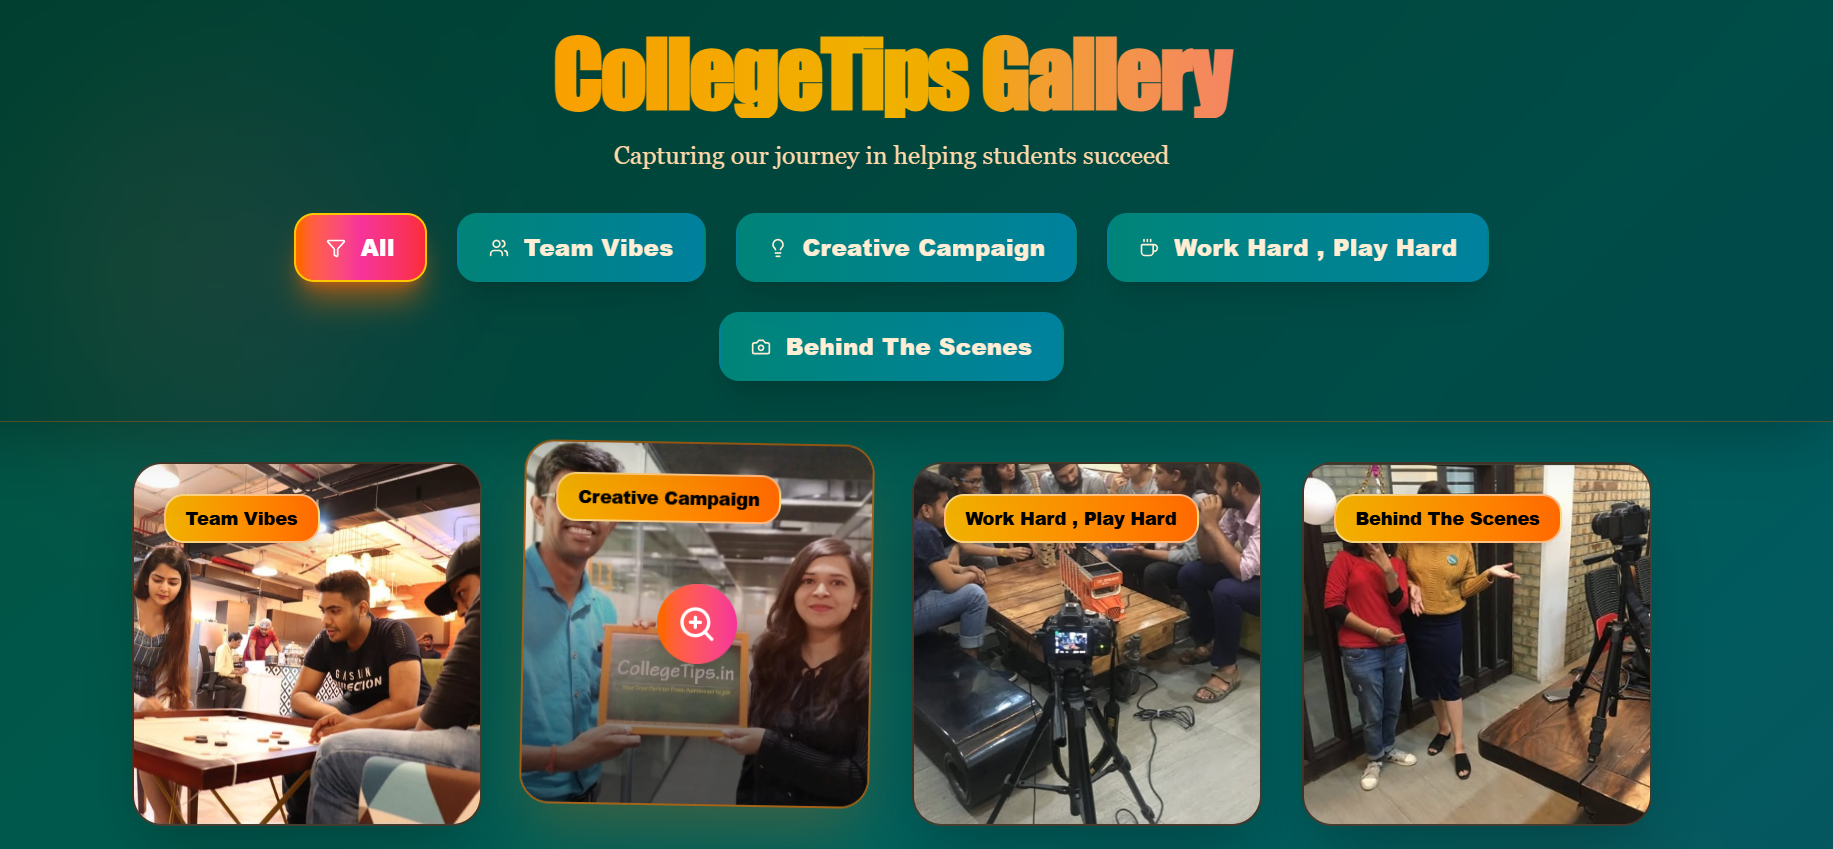 CollegeTips Gallery
Capturing our journey in helping students succeed
All
Team Vibes
Creative Campaign
Work Hard , Play Hard
Behind The Scenes
Team Vibes
Creative Campaign
Work Hard , Play Hard
Behind The Scenes
CollegeTips.in